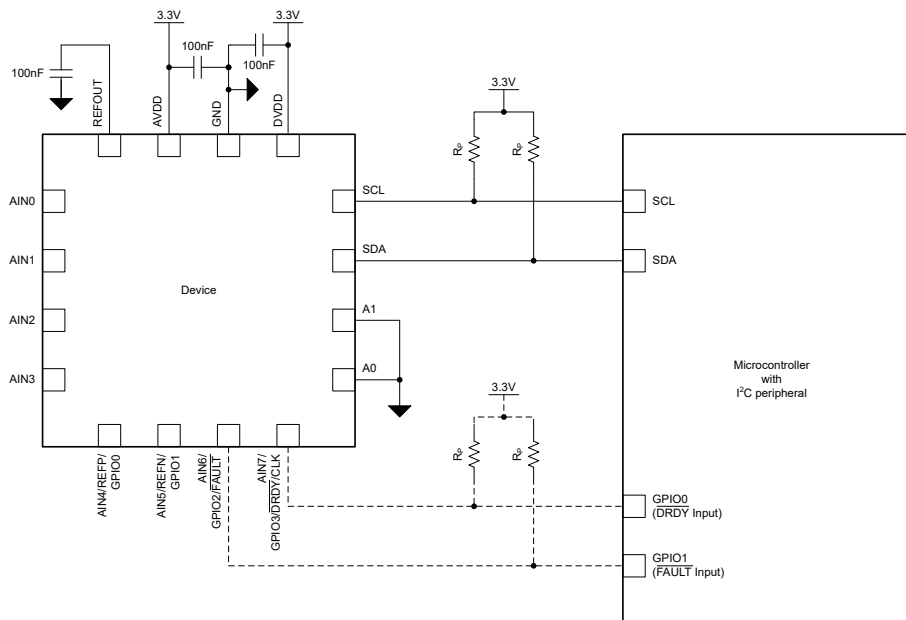 3.3V
3.3V
100nF
100nF
100nF
REFOUT
AVDD
GND
DVDD
3.3V
Rₚ
Rₚ
AIN0
AIN1
AIN2
AIN3
SCL
SDA
A1
A0
Device
SCL
SDA
Microcontroller
with
I²C peripheral
3.3V
Rₚ
Rₚ
AIN4/REFP/
GPIO0
AIN5/REFN/
GPIO1
AIN6/
GPIO2/FAULT
AIN7/
GPIO3/DRDY/CLK
GPIO0
(DRDY Input)
GPIO1
(FAULT Input)